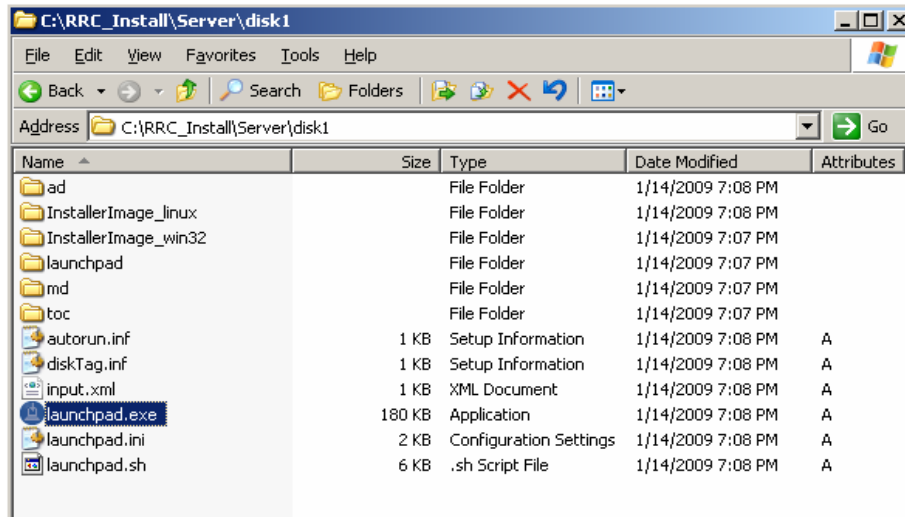 C:\RRC_Install\Server\disk1
File Edit View Favorites Tools Help
Back Search Folders
Address C:\RRC_Install\Server\disk1 Go
Name Size Type Date Modified Attributes
ad File Folder 1/14/2009 7:08 PM
InstallerImage_linux File Folder 1/14/2009 7:08 PM
InstallerImage_win32 File Folder 1/14/2009 7:07 PM
launchpad File Folder 1/14/2009 7:07 PM
md File Folder 1/14/2009 7:07 PM
toc File Folder 1/14/2009 7:07 PM
autorun.inf 1 KB Setup Information 1/14/2009 7:08 PM A
diskTag.inf 1 KB Setup Information 1/14/2009 7:08 PM A
input.xml 1 KB XML Document 1/14/2009 7:08 PM A
launchpad.exe 180 KB Application 1/14/2009 7:08 PM A
launchpad.ini 2 KB Configuration Settings 1/14/2009 7:08 PM A
launchpad.sh 6 KB .sh Script File 1/14/2009 7:08 PM A